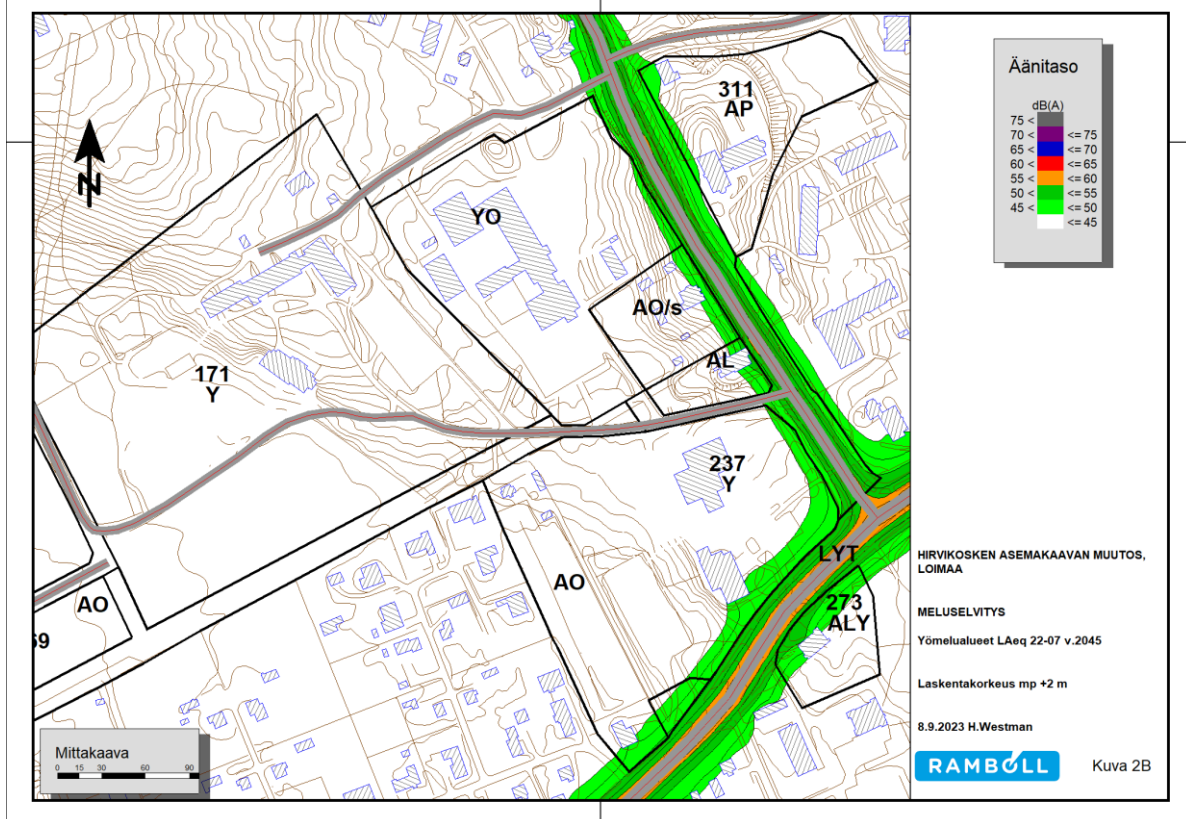 311
AP
N
YO
AO/s
AL
171
Y
237
Y
LYT
AO
273
ALY
AO
69
Mittakaava
0 15 30 60 90
Äänitaso
dB(A)
75 <
70 < <= 75
65 < <= 70
60 < <= 65
55 < <= 60
50 < <= 55
45 < <= 50
<= 45
HIRVIKOSKEN ASEMAKAAVAN MUUTOS,
LOIMAA
MELUSELVITYS
Yömelualueet LAeq 22-07 v.2045
Laskentakorkeus mp +2 m
8.9.2023 H.Westman
RAMBOLL
Kuva 2B